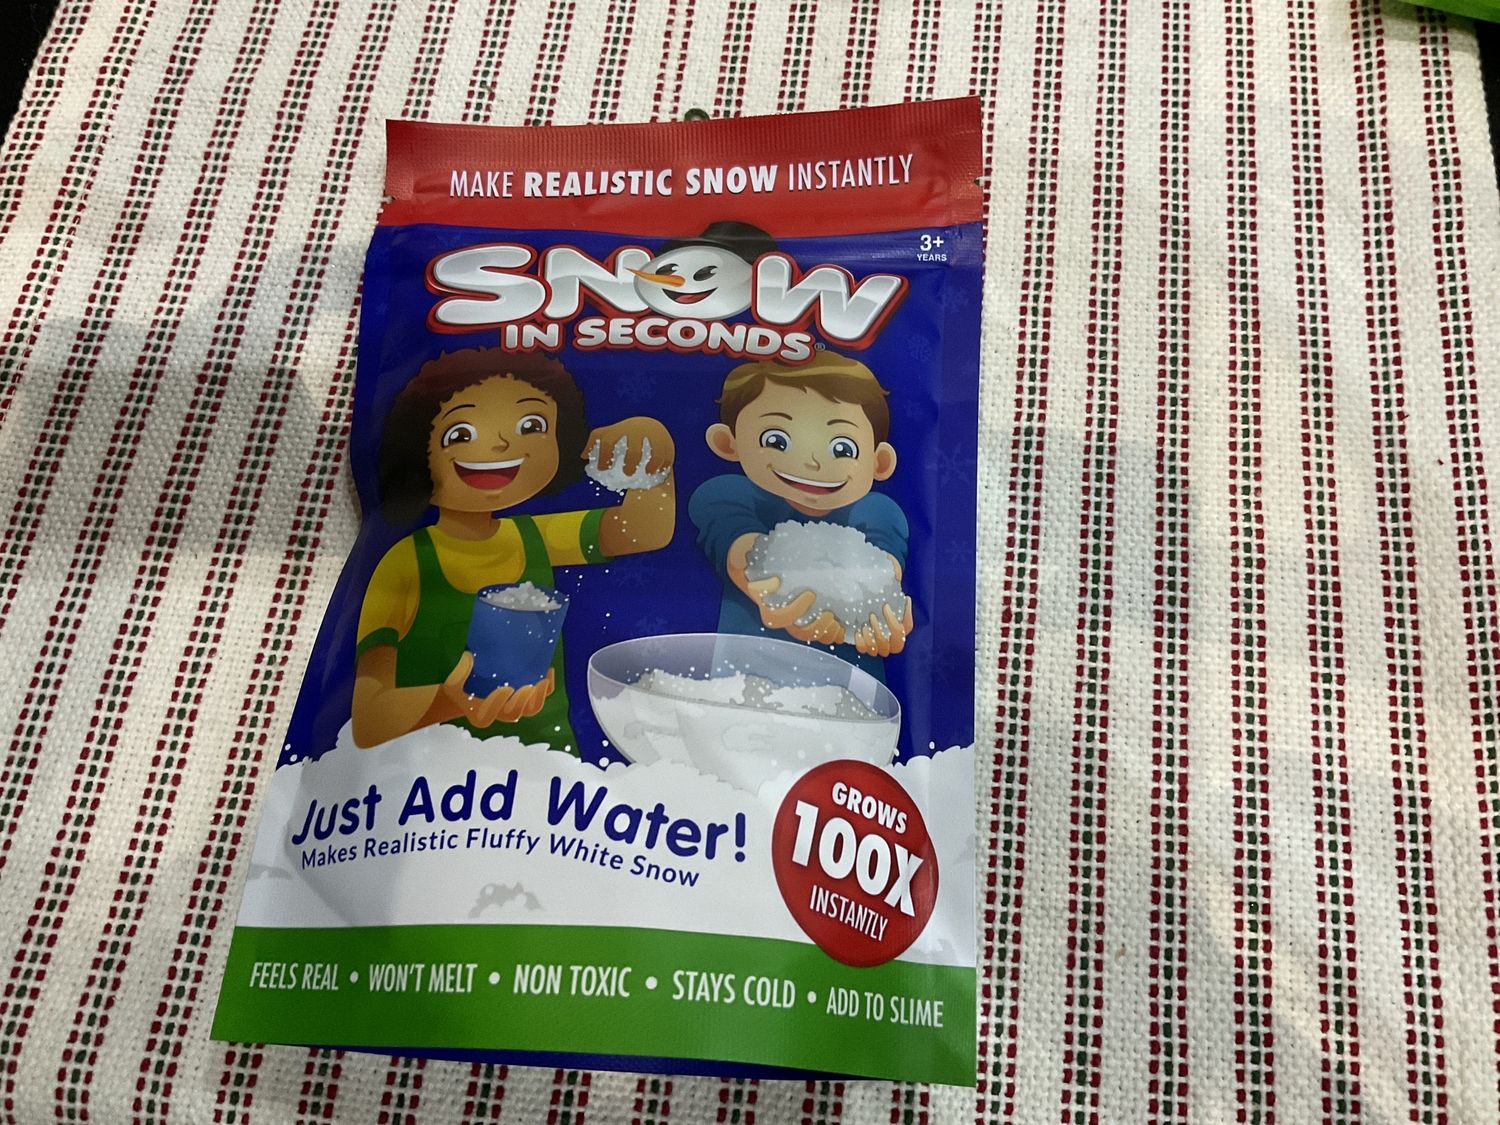 MAKE REALISTIC SNOW INSTANTLY
3+
YEARS
SNOW
IN SECONDS®
Just Add Water!
Makes Realistic Fluffy White Snow
GROWS
100X
INSTANTLY
FEELS REAL • WON'T MELT • NON TOXIC • STAYS COLD • ADD TO SLIME